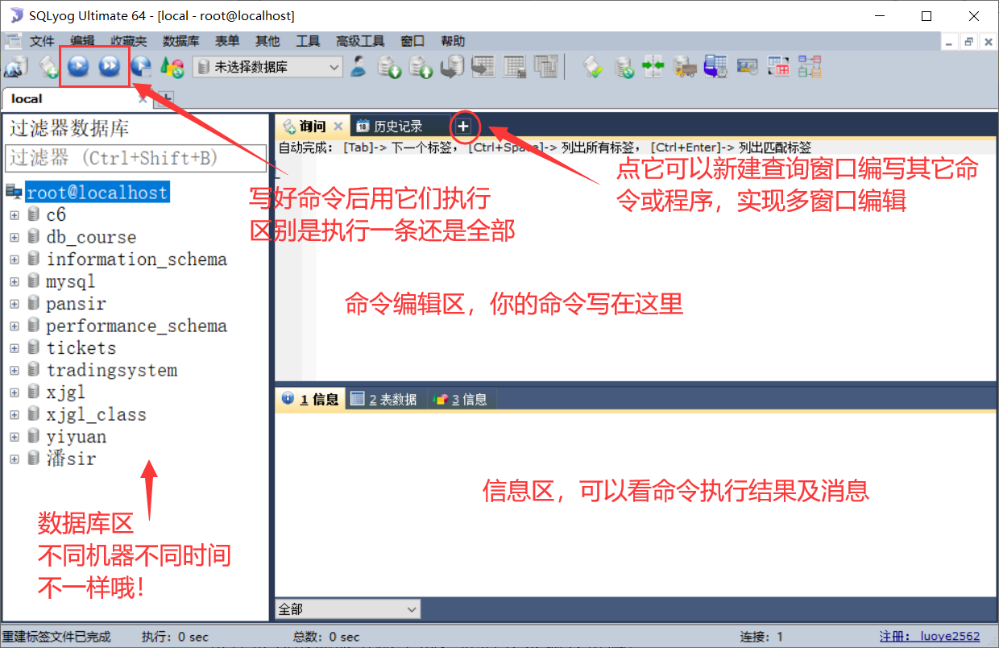 SQLyog Ultimate 64 - [local - root@localhost]
文件 编辑 收藏夹 数据库 表单 其他 工具 高级工具 窗口 帮助
未选择数据库
local
过滤器数据库
过滤器 (Ctrl+Shift+B)
root@localhost
c6
db_course
information_schema
mysql
pansir
performance_schema
tickets
tradingsystem
xjgl
xjgl_class
yiyuan
潘sir
数据库区
不同机器不同时间
不一样哦！
询问 历史记录
自动完成： [Tab]-> 下一个标签， [Ctrl+Space]-> 列出所有标签， [Ctrl+Enter]-> 列出匹配标签
写好命令后用它们执行
区别是执行一条还是全部
点它可以新建查询窗口编写其它命
令或程序，实现多窗口编辑
命令编辑区，你的命令写在这里
1 信息 2 表数据 3 信息
信息区，可以看命令执行结果及消息
全部
重建标签文件已完成 执行： 0 sec 总数： 0 sec 连接： 1 注册： luoye2562